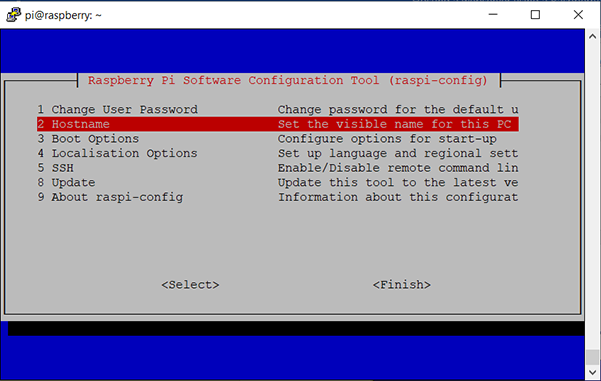 pi@raspberry: ~
Raspberry Pi Software Configuration Tool (raspi-config)
1 Change User Password Change password for the default u
2 Hostname Set the visible name for this PC
3 Boot Options Configure options for start-up
4 Localisation Options Set up language and regional sett
5 SSH Enable/Disable remote command lin
8 Update Update this tool to the latest ve
9 About raspi-config Information about this configurat
<Select> <Finish>